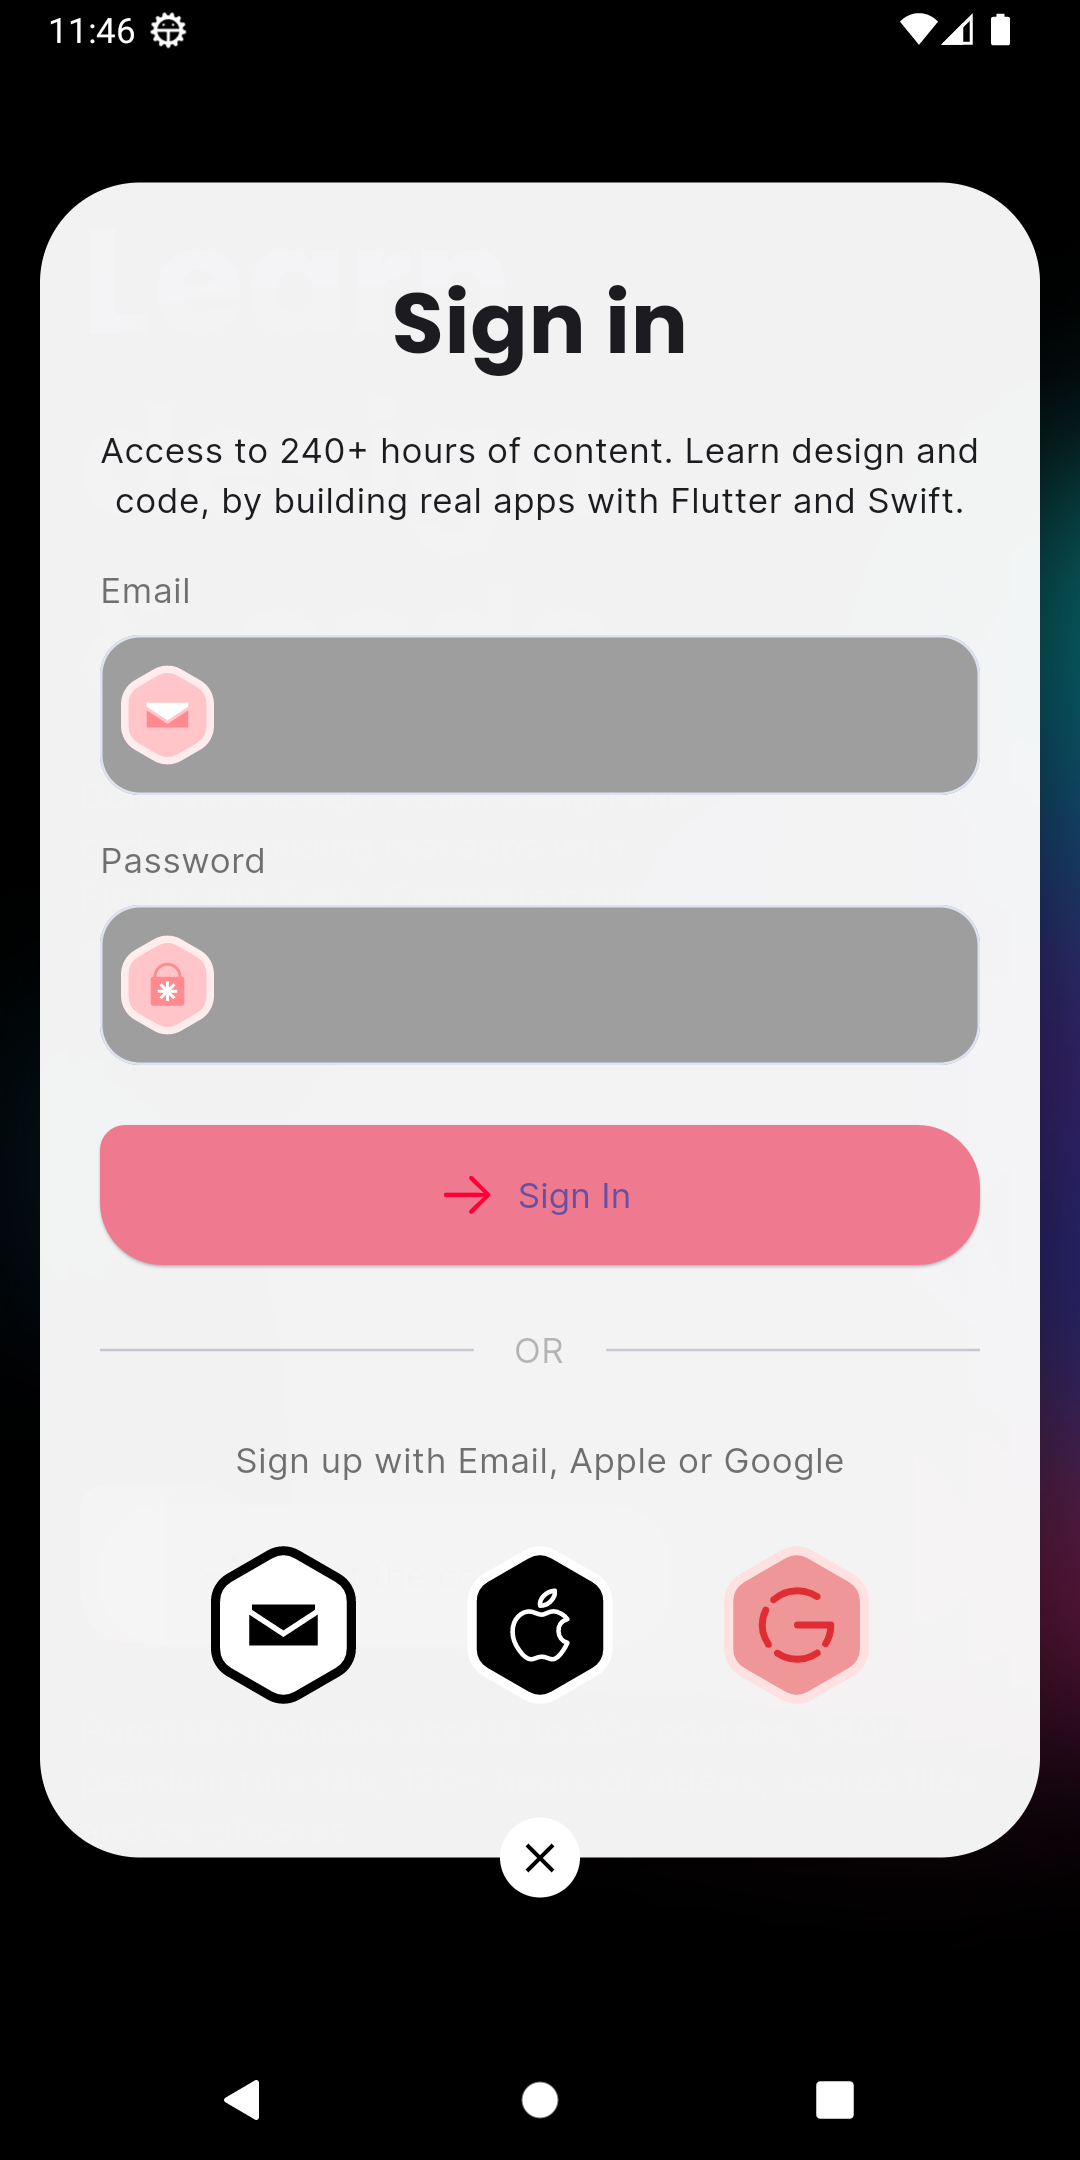 11:46
Learn
Sign in
Access to 240+ hours of content. Learn design and
code, by building real apps with Flutter and Swift.
Email
Password
Sign In
OR
Sign up with Email, Apple or Google